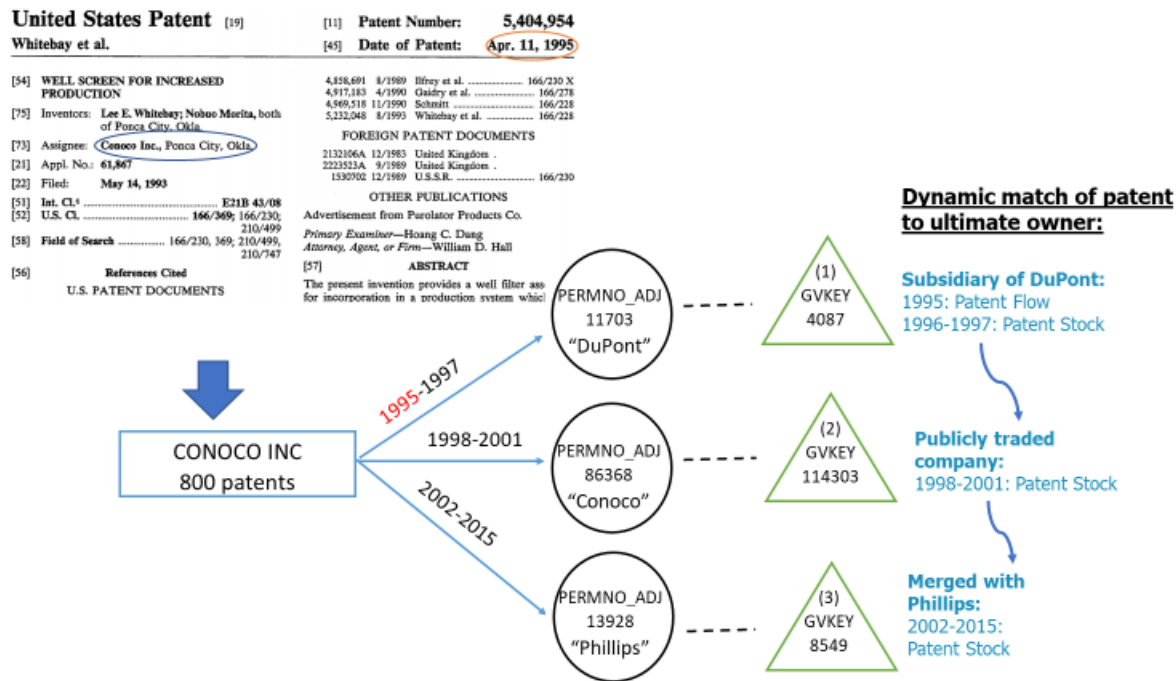 United States Patent [19]
Whitebay et al.
[11] Patent Number: 5,404,954
[45] Date of Patent: Apr. 11, 1995
[54] WELL SCREEN FOR INCREASED
PRODUCTION
[75] Inventors: Lee E. Whitebay; Nobuo Morita, both
of Ponca City, Okla.
[73] Assignee: Conoco Inc., Ponca City, Okla.
[21] Appl. No.: 61,867
[22] Filed: May 14, 1993
[51] Int. Cl.⁶ ............................ E21B 43/08
[52] U.S. Cl. ............................ 166/369; 166/230;
210/499
[58] Field of Search ............ 166/230, 369; 210/499,
210/747
[56] References Cited
U.S. PATENT DOCUMENTS
4,858,691 8/1989 Ilfrey et al. .................. 166/230 X
4,917,183 4/1990 Gaidry et al. .................. 166/278
4,969,518 11/1990 Schmitt .................. 166/228
5,232,048 8/1993 Whitebay et al. .................. 166/228
FOREIGN PATENT DOCUMENTS
2132106A 12/1983 United Kingdom .
2223523A 9/1989 United Kingdom .
1530702 12/1989 U.S.S.R. .................. 166/230
OTHER PUBLICATIONS
Advertisement from Purolator Products Co.
Primary Examiner—Hoang C. Dang
Attorney, Agent, or Firm—William D. Hall
[57] ABSTRACT
The present invention provides a well filter ass
for incorporation in a production system whicl
CONOCO INC
800 patents
1995-1997
1998-2001
2002-2015
PERMNO_ADJ
11703
"DuPont"
PERMNO_ADJ
86368
"Conoco"
PERMNO_ADJ
13928
"Phillips"
(1)
GVKEY
4087
(2)
GVKEY
114303
(3)
GVKEY
8549
Dynamic match of patent
to ultimate owner:
Subsidiary of DuPont:
1995: Patent Flow
1996-1997: Patent Stock
Publicly traded
company:
1998-2001: Patent Stock
Merged with
Phillips:
2002-2015:
Patent Stock